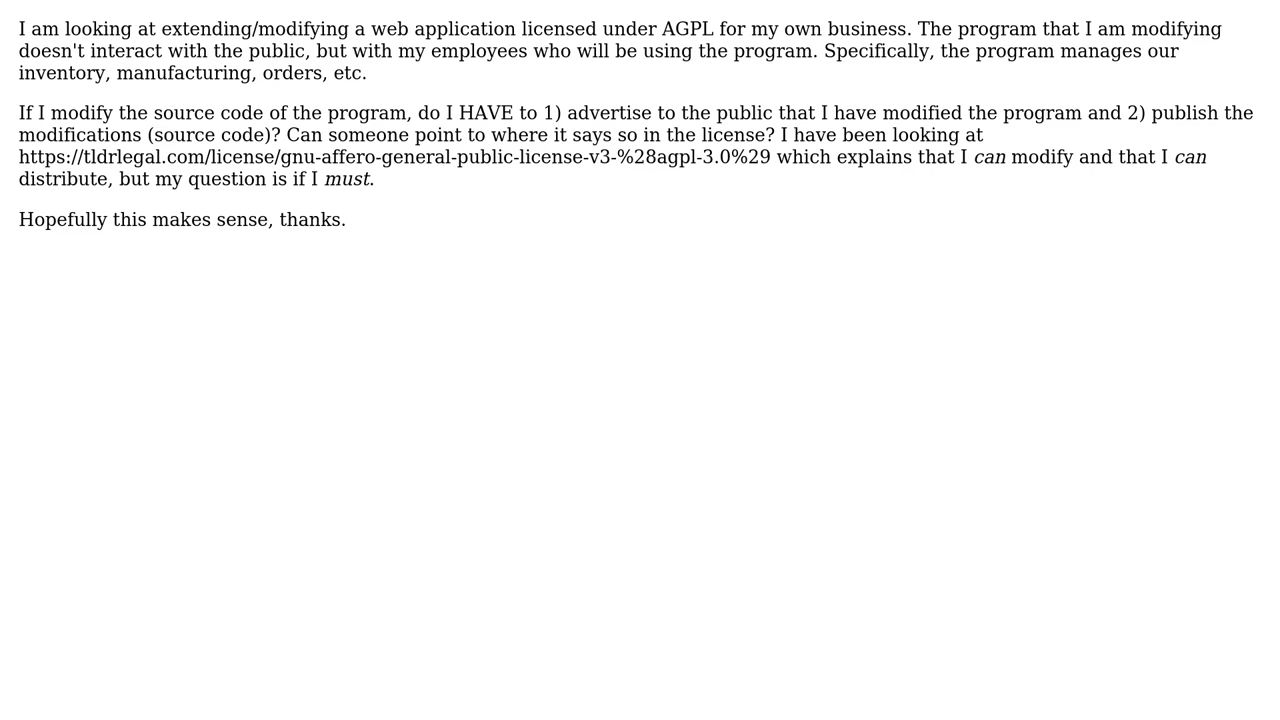 I am looking at extending/modifying a web application licensed under AGPL for my own business. The program that I am modifying
doesn't interact with the public, but with my employees who will be using the program. Specifically, the program manages our
inventory, manufacturing, orders, etc.
If I modify the source code of the program, do I HAVE to 1) advertise to the public that I have modified the program and 2) publish the
modifications (source code)? Can someone point to where it says so in the license? I have been looking at
https://tldrlegal.com/license/gnu-affero-general-public-license-v3-%28agpl-3.0%29 which explains that I can modify and that I can
distribute, but my question is if I must.
Hopefully this makes sense, thanks.